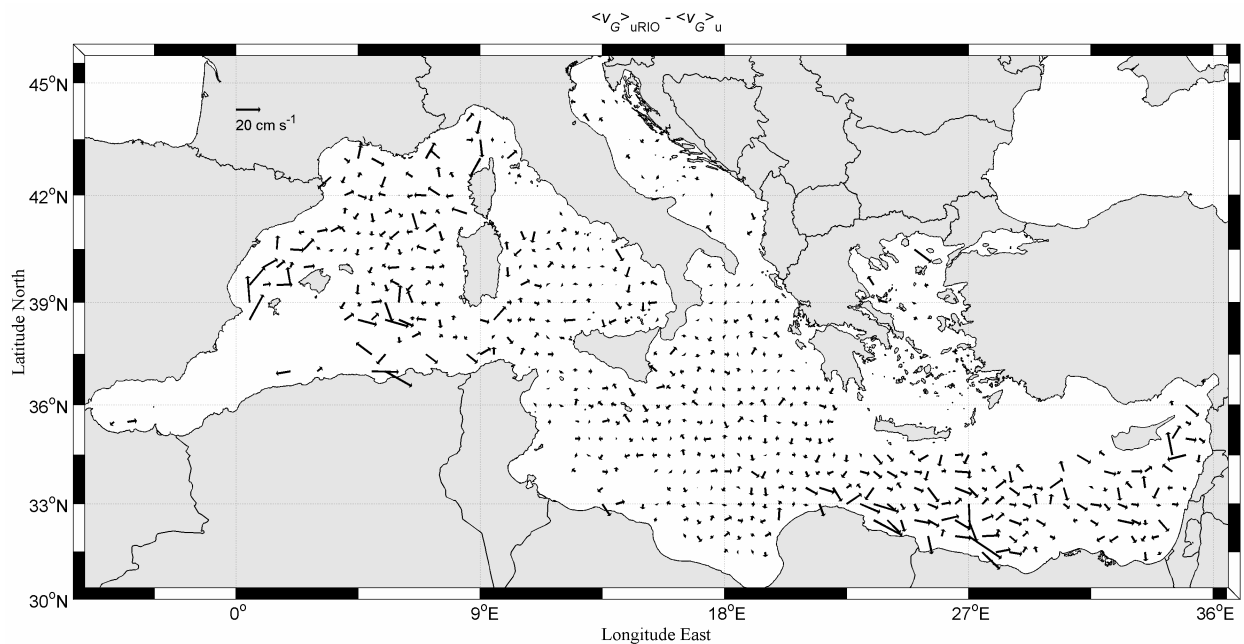 <v_G>_uRIO - <v_G>_u
45°N
20 cm s⁻¹
42°N
39°N
Latitude North
36°N
33°N
30°N
0°
9°E
18°E
27°E
36°E
Longitude East